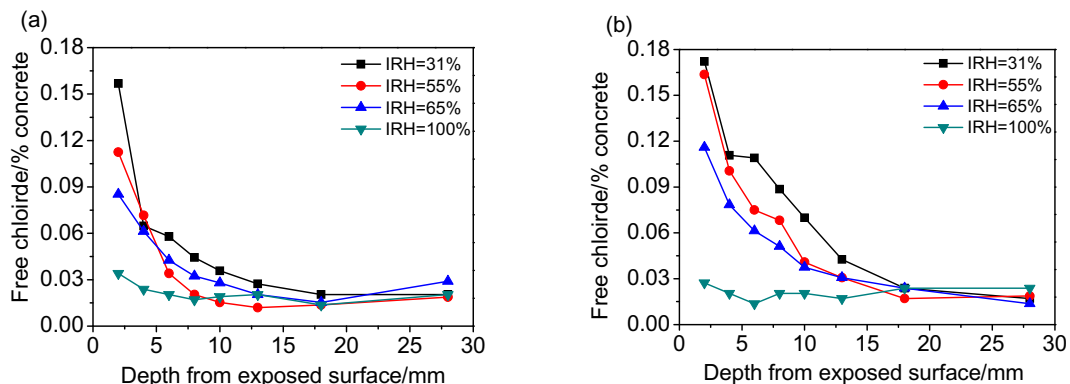 (a)
0.18
0.15
0.12
0.09
0.06
0.03
0.00
Free chloirde/% concrete
IRH=31%
IRH=55%
IRH=65%
IRH=100%
0 5 10 15 20 25 30
Depth from exposed surface/mm
(b)
0.18
0.15
0.12
0.09
0.06
0.03
0.00
Free chloirde/% concrete
IRH=31%
IRH=55%
IRH=65%
IRH=100%
0 5 10 15 20 25 30
Depth from exposed surface/mm